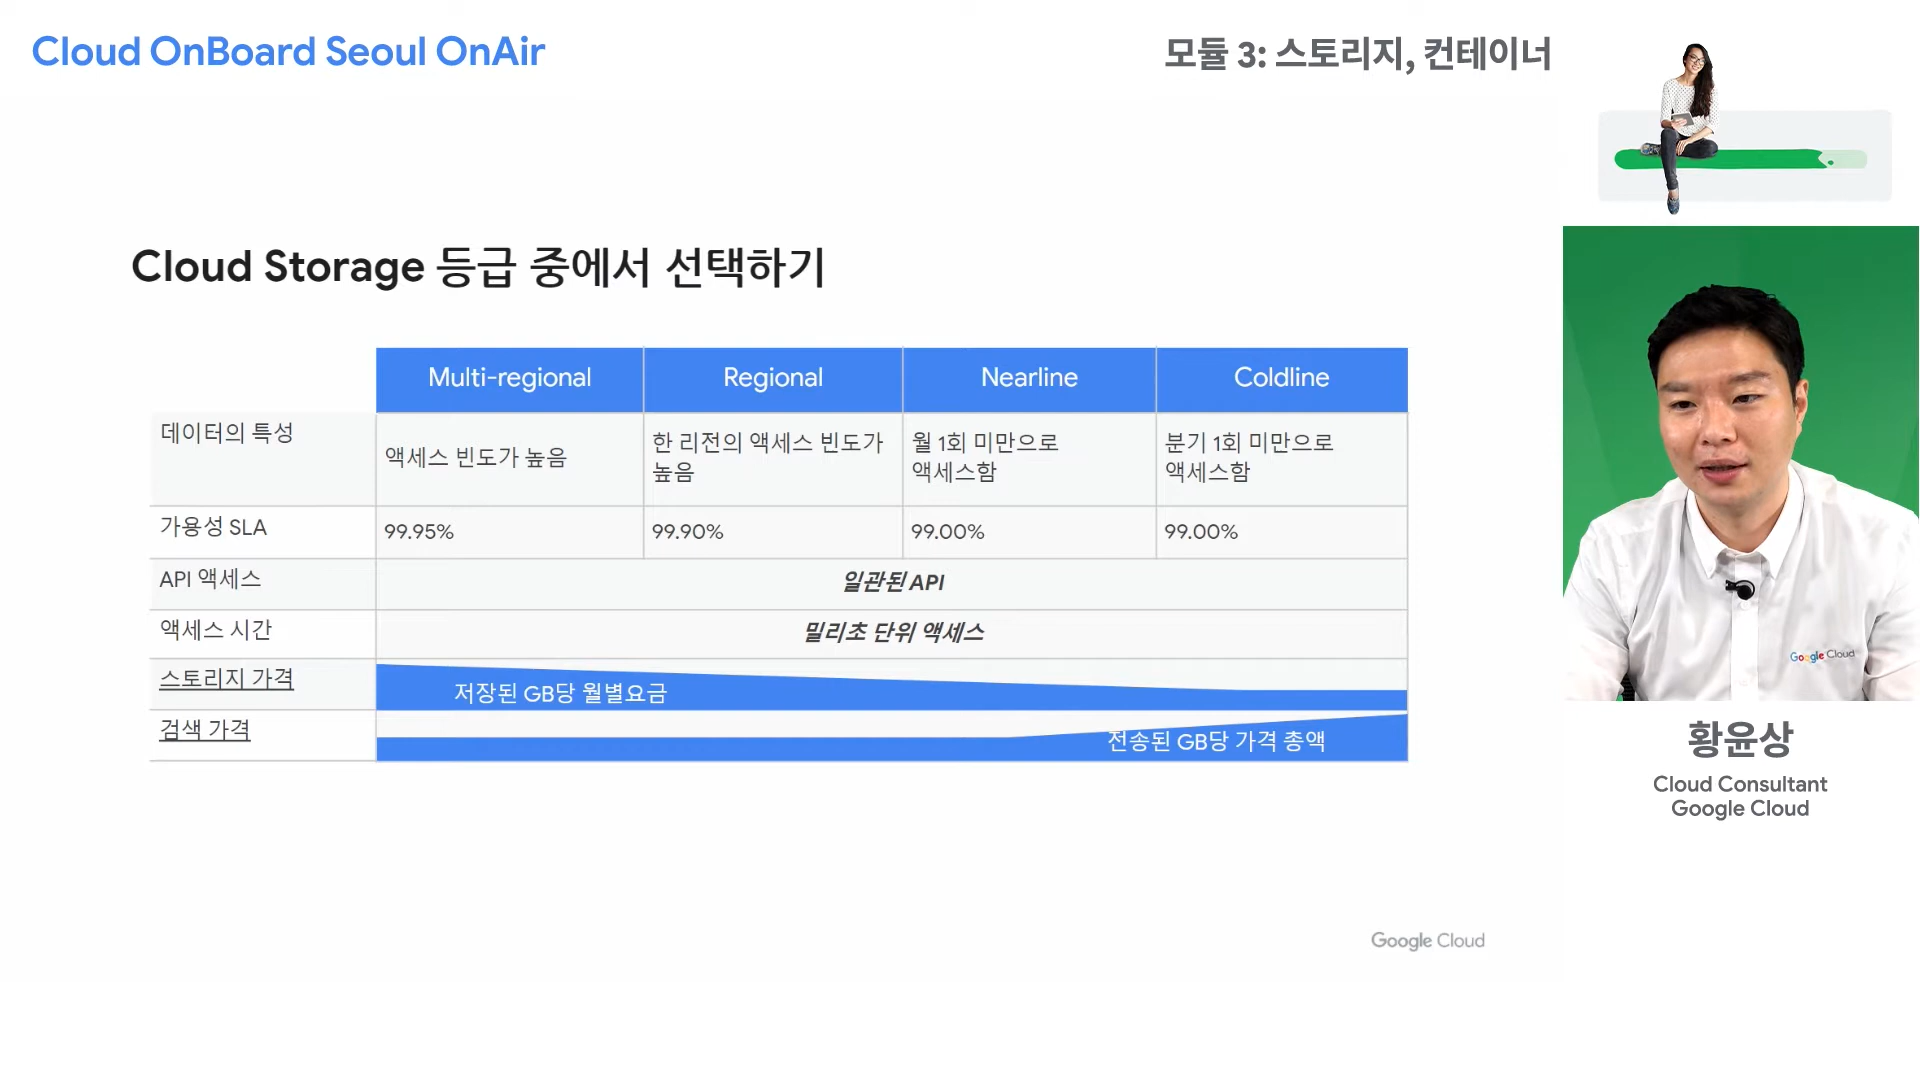 Cloud OnBoard Seoul OnAir
모듈 3: 스토리지, 컨테이너
Cloud Storage 등급 중에서 선택하기
Multi-regional
Regional
Nearline
Coldline
데이터의 특성
액세스 빈도가 높음
한 리전의 액세스 빈도가
높음
월 1회 미만으로
액세스함
분기 1회 미만으로
액세스함
가용성 SLA
99.95%
99.90%
99.00%
99.00%
API 액세스
일관된 API
액세스 시간
밀리초 단위 액세스
스토리지 가격
저장된 GB당 월별요금
검색 가격
전송된 GB당 가격 총액
Google Cloud
Google Cloud
황윤상
Cloud Consultant
Google Cloud